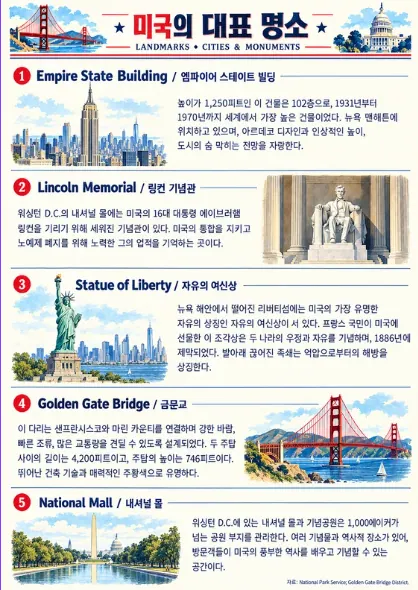 미국의 대표 명소
LANDMARKS • CITIES & MONUMENTS
1 Empire State Building / 엠파이어 스테이트 빌딩
높이가 1,250피트인 이 건물은 102층으로, 1931년부터
1970년까지 세계에서 가장 높은 건물이었다. 뉴욕 맨해튼에
위치하고 있으며, 아르데코 디자인과 인상적인 높이,
도시의 숨 막히는 전망을 자랑한다.
2 Lincoln Memorial / 링컨 기념관
워싱턴 D.C.의 내셔널 몰에는 미국의 16대 대통령 에이브러햄
링컨을 기리기 위해 세워진 기념관이 있다. 미국의 통합을 지키고
노예제 폐지를 위해 노력한 그의 업적을 기억하는 곳이다.
3 Statue of Liberty / 자유의 여신상
뉴욕 해안에서 떨어진 리버티섬에는 미국의 가장 유명한
자유의 상징인 자유의 여신상이 서 있다. 프랑스 국민이 미국에
선물한 이 조각상은 두 나라의 우정과 자유를 기념하며, 1886년에
제막되었다. 발아래 끊어진 족쇄는 억압으로부터의 해방을
상징한다.
4 Golden Gate Bridge / 금문교
이 다리는 샌프란시스코와 마린 카운티를 연결하며 강한 바람,
빠른 조류, 많은 교통량을 견딜 수 있도록 설계되었다. 두 주탑
사이의 길이는 4,200피트이고, 주탑의 높이는 746피트이다.
뛰어난 건축 기술과 매력적인 주황색으로 유명하다.
5 National Mall / 내셔널 몰
워싱턴 D.C.에 있는 내셔널 몰과 기념공원은 1,000에이커가
넘는 공원 부지를 관리한다. 여러 기념물과 역사적 장소가 있어,
방문객들이 미국의 풍부한 역사를 배우고 기념할 수 있는
공간이다.
자료: National Park Service, Golden Gate Bridge District.